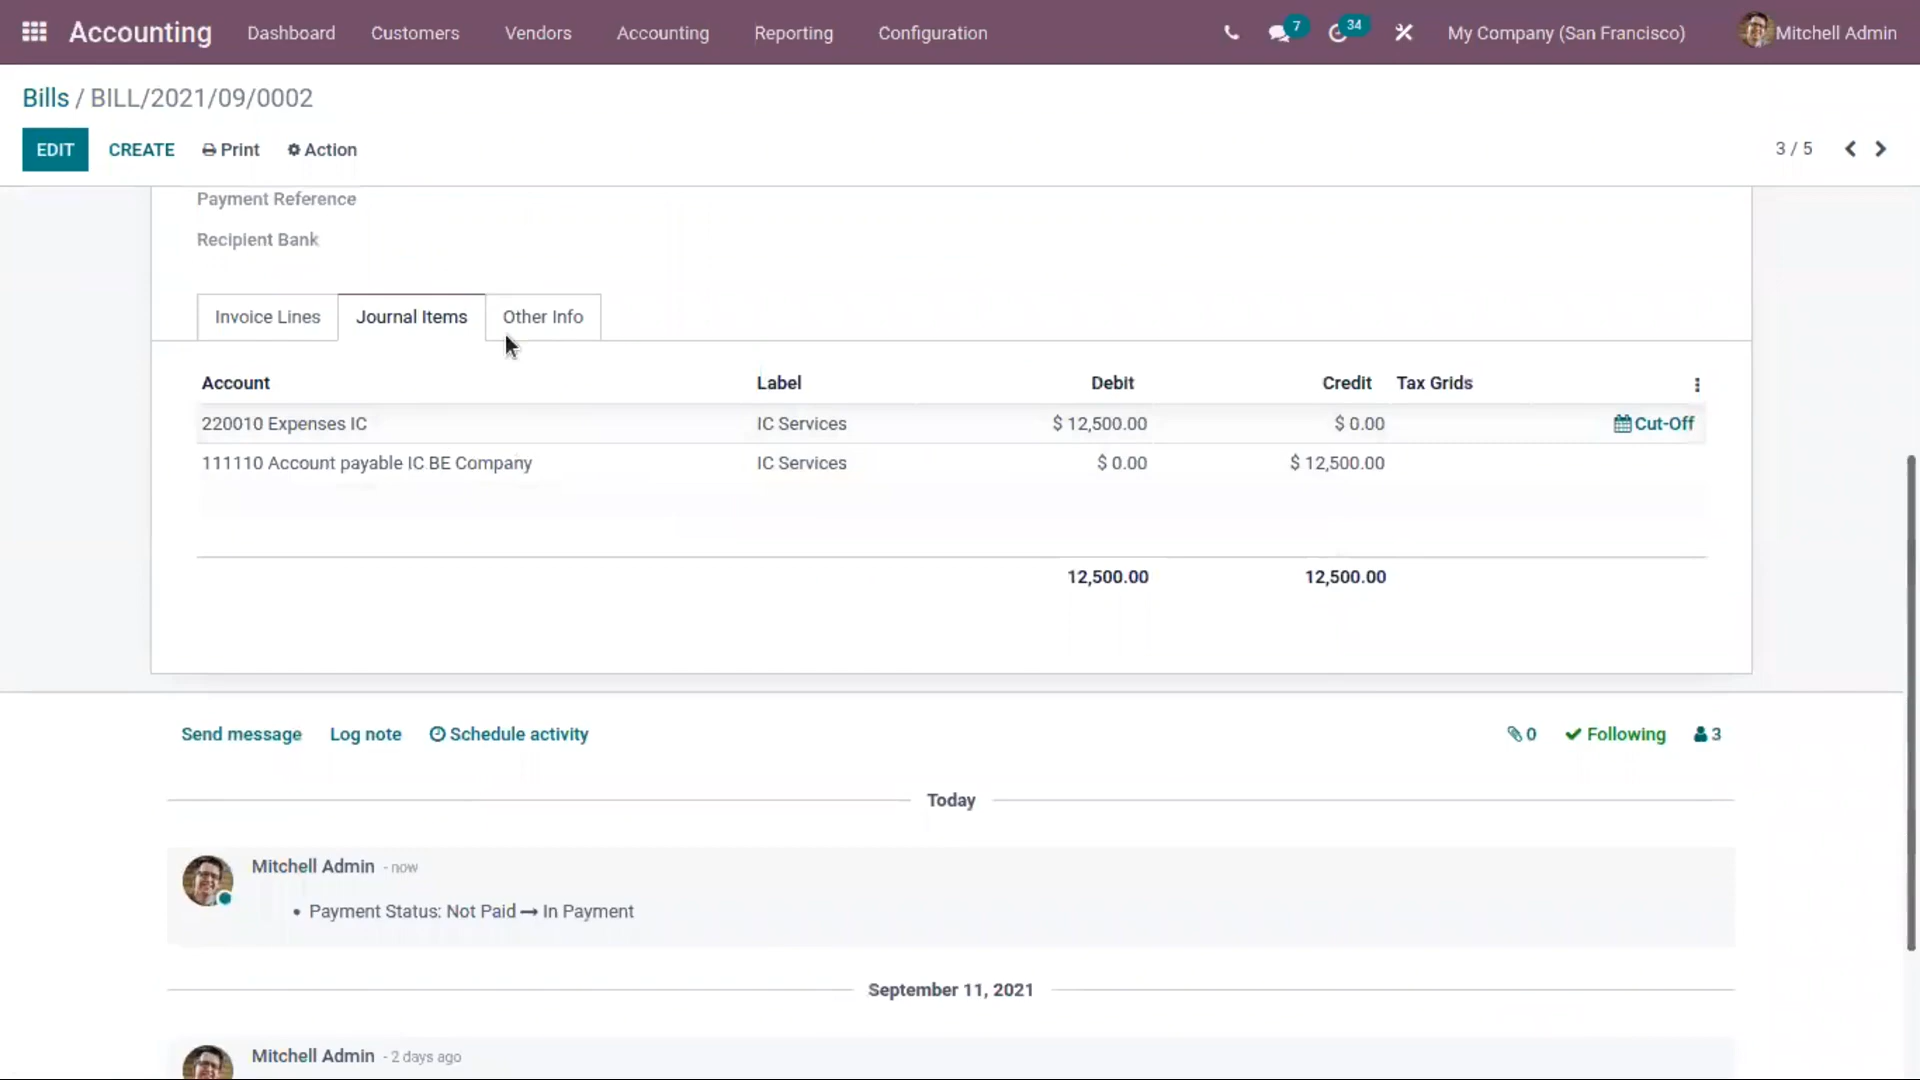 Accounting Dashboard Customers Vendors Accounting Reporting Configuration 7 34 My Company (San Francisco) Mitchell Admin
Bills / BILL/2021/09/0002
EDIT CREATE Print Action 3 / 5
Payment Reference
Recipient Bank
Invoice Lines Journal Items Other Info
Account Label Debit Credit Tax Grids
220010 Expenses IC IC Services $ 12,500.00 $ 0.00 Cut-Off
111110 Account payable IC BE Company IC Services $ 0.00 $ 12,500.00
12,500.00 12,500.00
Send message Log note Schedule activity 0 Following 3
Today
Mitchell Admin - now
• Payment Status: Not Paid → In Payment
September 11, 2021
Mitchell Admin - 2 days ago